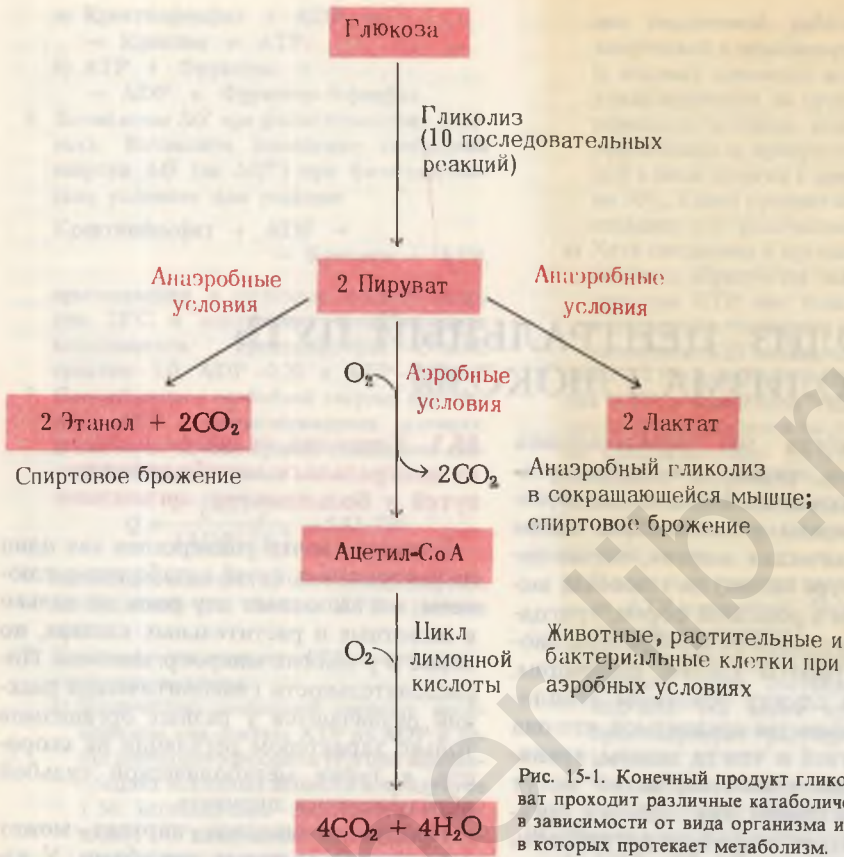 Глюкоза
Гликолиз
(10 последовательных
реакций)
Анаэробные
условия
2 Пируват
Анаэробные
условия
O₂
Аэробные
условия
2 Этанол + 2CO₂
2 Лактат
Спиртовое брожение
2CO₂
Анаэробный гликолиз
в сокращающейся мышце;
спиртовое брожение
Ацетил-CoA
O₂
Цикл
лимонной
кислоты
Животные, растительные и
бактериальные клетки при
аэробных условиях
4CO₂ + 4H₂O
Рис. 15-1. Конечный продукт глико
ват проходит различные катаболиче
в зависимости от вида организма и
в которых протекает метаболизм.